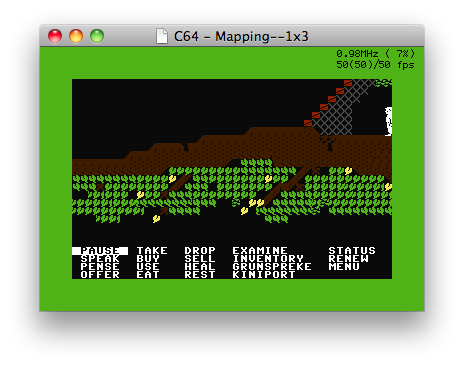 C64 - Mapping--1x3
0.98MHz ( 7%)
50(50)/50 fps
PAUSE TAKE DROP EXAMINE STATUS
SPEAK BUY SELL INVENTORY RENEW
PENSE USE HEAL GRUNSPREKE MENU
OFFER EAT REST KINIPORT